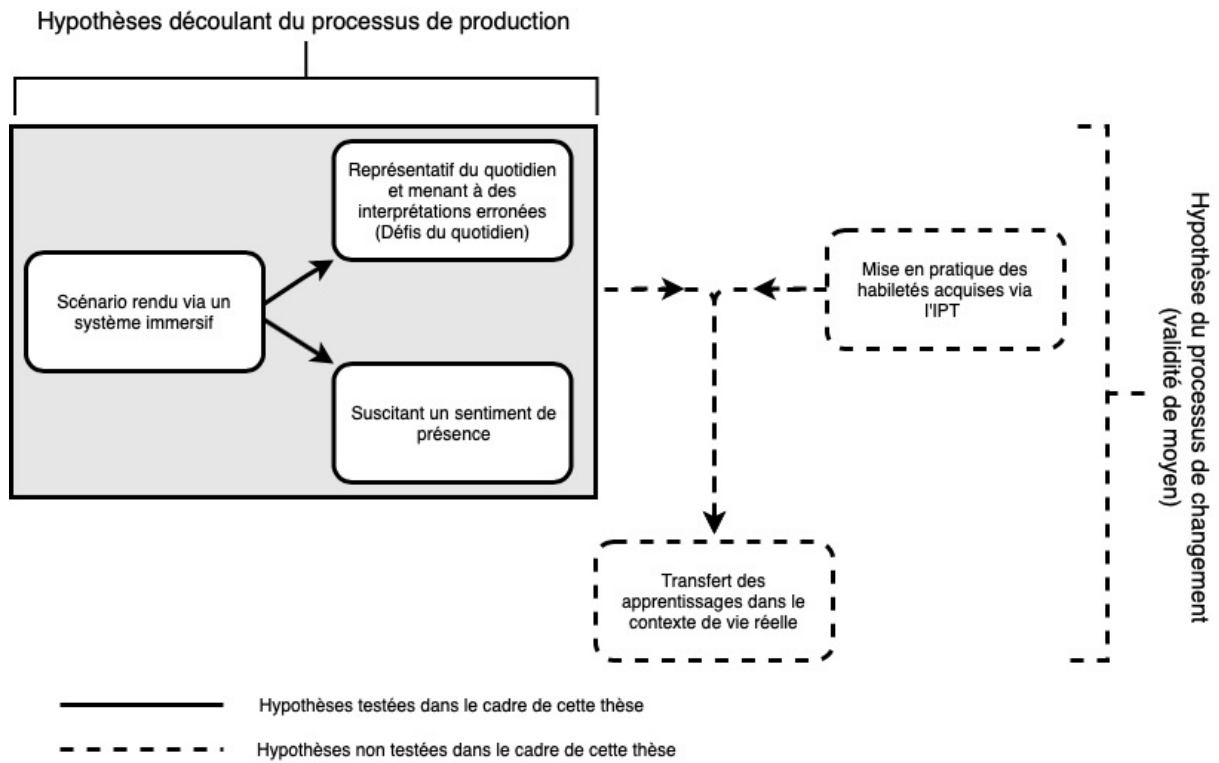 Hypothèses découlant du processus de production
Représentatif du quotidien
et menant à des
interprétations erronées
(Défis du quotidien)
Scénario rendu via un
système immersif
Suscitant un sentiment de
présence
Mise en pratique des
habiletés acquises via
l'IPT
Transfert des
apprentissages dans le
contexte de vie réelle
Hypothèse du processus de changement
(validité de moyen)
Hypothèses testées dans le cadre de cette thèse
Hypothèses non testées dans le cadre de cette thèse